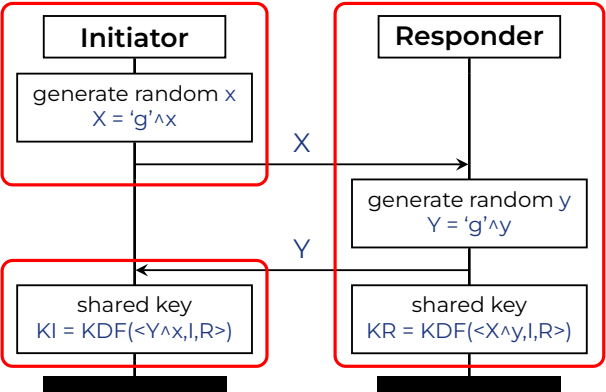 Initiator
Responder
generate random x
X = ‘g’^x
X
generate random y
Y = ‘g’^y
Y
shared key
KI = KDF(<Y^x,I,R>)
shared key
KR = KDF(<X^y,I,R>)